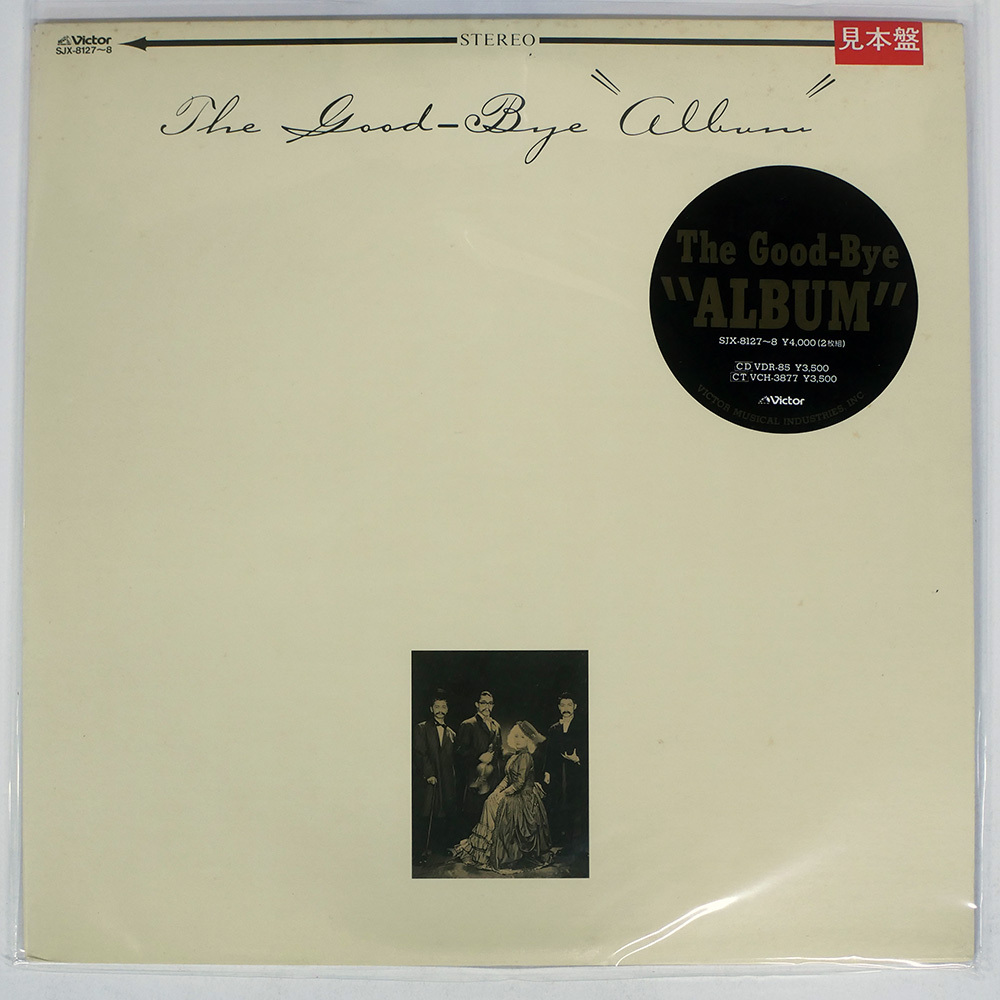 Victor
SJX-8127~8
STEREO
見本盤
The Good-Bye "Album"
The Good-Bye
"ALBUM"
SJX-8127~8 ¥4,000(2枚組)
CD VDR-85 ¥3,500
CT VCH-3877 ¥3,500
Victor
VICTOR MUSICAL INDUSTRIES, INC